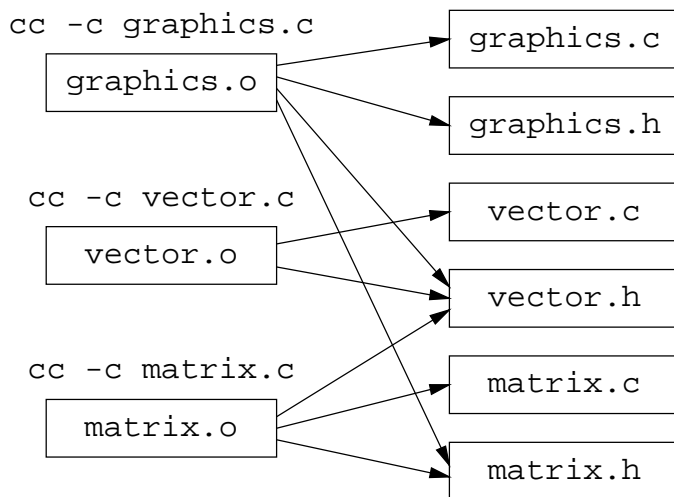 cc -c graphics.c
graphics.o
cc -c vector.c
vector.o
cc -c matrix.c
matrix.o
graphics.c
graphics.h
vector.c
vector.h
matrix.c
matrix.h